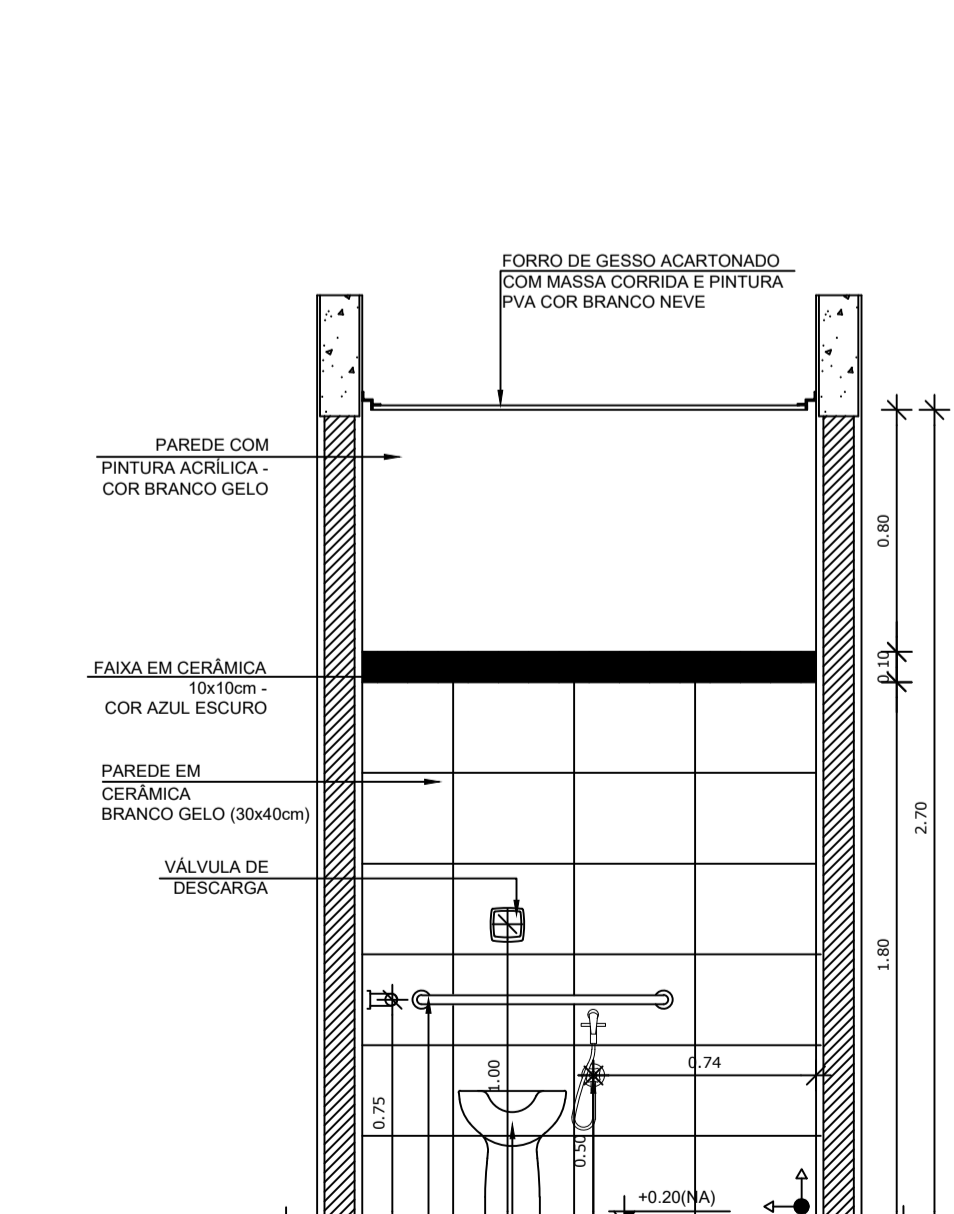 FORRO DE GESSO ACARTONADO
COM MASSA CORRIDA E PINTURA
PVA COR BRANCO NEVE
PAREDE COM
PINTURA ACRÍLICA -
COR BRANCO GELO
0.80
FAIXA EM CERÂMICA
10x10cm -
COR AZUL ESCURO
0.10
PAREDE EM
CERÂMICA
BRANCO GELO (30x40cm)
2.70
VÁLVULA DE
DESCARGA
1.80
0.74
1.00
0.75
0.50
+0.20(NA)